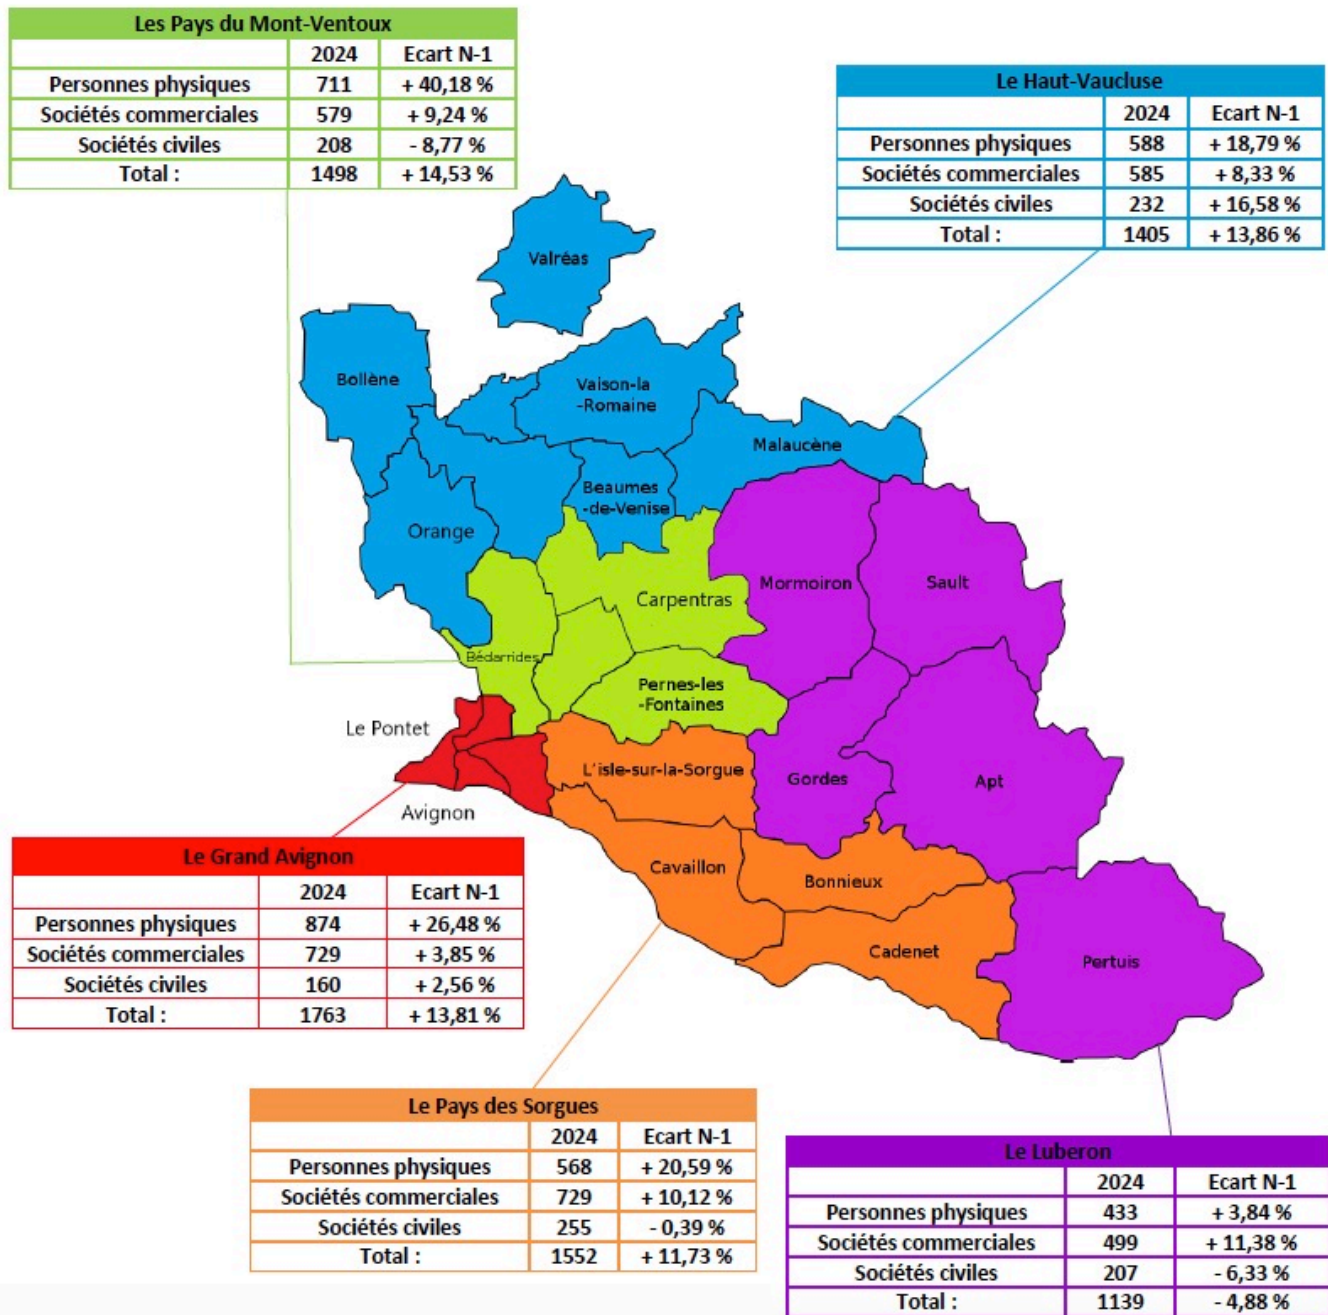 Les Pays du Mont-Ventoux
2024 Ecart N-1
Personnes physiques 711 + 40,18 %
Sociétés commerciales 579 + 9,24 %
Sociétés civiles 208 - 8,77 %
Total : 1498 + 14,53 %
Le Haut-Vaucluse
2024 Ecart N-1
Personnes physiques 588 + 18,79 %
Sociétés commerciales 585 + 8,33 %
Sociétés civiles 232 + 16,58 %
Total : 1405 + 13,86 %
Valréas
Bollène
Vaison-la
-Romaine
Malaucène
Beaumes
-de-Venise
Orange
Mormoiron
Sault
Carpentras
Bédarrides
Pernes-les
-Fontaines
Le Pontet
L'isle-sur-la-Sorgue
Gordes
Apt
Avignon
Cavaillon
Bonnieux
Cadenet
Pertuis
Le Grand Avignon
2024 Ecart N-1
Personnes physiques 874 + 26,48 %
Sociétés commerciales 729 + 3,85 %
Sociétés civiles 160 + 2,56 %
Total : 1763 + 13,81 %
Le Pays des Sorgues
2024 Ecart N-1
Personnes physiques 568 + 20,59 %
Sociétés commerciales 729 + 10,12 %
Sociétés civiles 255 - 0,39 %
Total : 1552 + 11,73 %
Le Luberon
2024 Ecart N-1
Personnes physiques 433 + 3,84 %
Sociétés commerciales 499 + 11,38 %
Sociétés civiles 207 - 6,33 %
Total : 1139 - 4,88 %